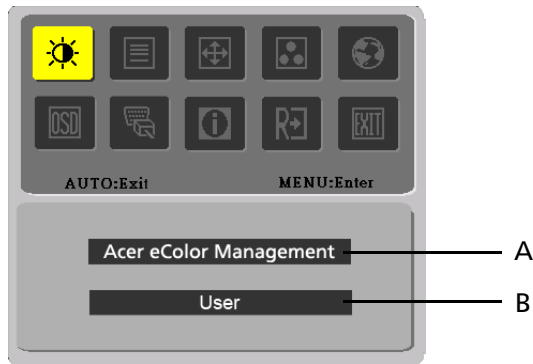 OSD
i
R
EXIT
AUTO:Exit MENU:Enter
Acer eColor Management A
User B